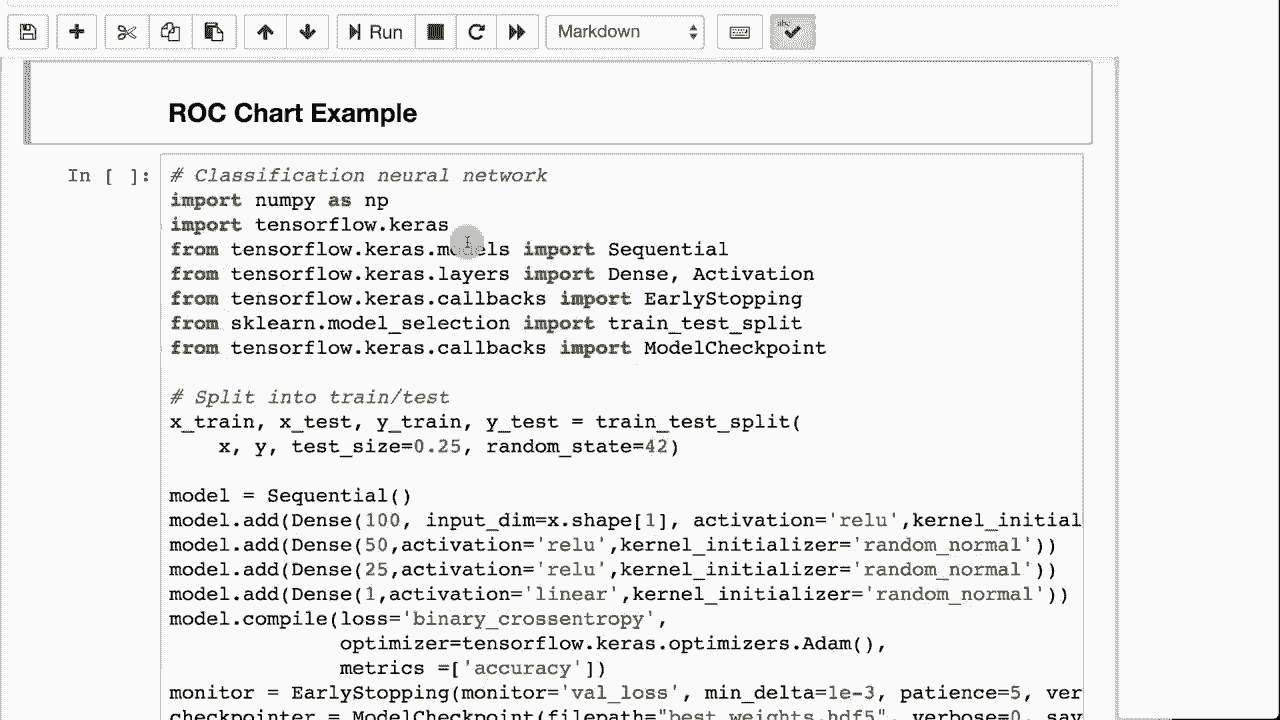 Run
Markdown
ROC Chart Example
In [ ]:
# Classification neural network
import numpy as np
import tensorflow.keras
from tensorflow.keras.models import Sequential
from tensorflow.keras.layers import Dense, Activation
from tensorflow.keras.callbacks import EarlyStopping
from sklearn.model_selection import train_test_split
from tensorflow.keras.callbacks import ModelCheckpoint
# Split into train/test
x_train, x_test, y_train, y_test = train_test_split(
x, y, test_size=0.25, random_state=42)
model = Sequential()
model.add(Dense(100, input_dim=x.shape[1], activation='relu',kernel_initial
model.add(Dense(50,activation='relu',kernel_initializer='random_normal'))
model.add(Dense(25,activation='relu',kernel_initializer='random_normal'))
model.add(Dense(1,activation='linear',kernel_initializer='random_normal'))
model.compile(loss='binary_crossentropy',
optimizer=tensorflow.keras.optimizers.Adam(),
metrics =['accuracy'])
monitor = EarlyStopping(monitor='val_loss', min_delta=1e-3, patience=5, ver
checkpointer = ModelCheckpoint(filepath="best_weights.hdf5", verbose=0, sav